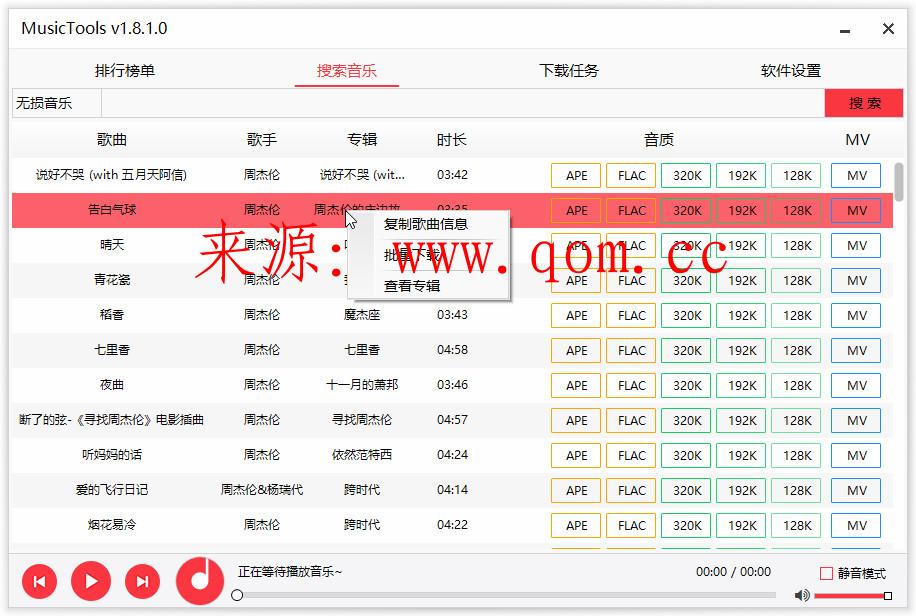 MusicTools v1.8.1.0
排行榜单 搜索音乐 下载任务 软件设置
无损音乐 搜 索
歌曲 歌手 专辑 时长 音质 MV
说好不哭 (with 五月天阿信) 周杰伦 说好不哭 (wit... 03:42 APE FLAC 320K 192K 128K MV
告白气球 周杰伦 周杰伦的床边故 03:35 APE FLAC 320K 192K 128K MV
复制歌曲信息
晴天 周杰伦 APE FLAC 320K 192K 128K MV
批量下载
来源: www.qom.cc
青花瓷 周杰伦 APE FLAC 320K 192K 128K MV
查看专辑
稻香 周杰伦 魔杰座 03:43 APE FLAC 320K 192K 128K MV
七里香 周杰伦 七里香 04:58 APE FLAC 320K 192K 128K MV
夜曲 周杰伦 十一月的萧邦 03:46 APE FLAC 320K 192K 128K MV
断了的弦-《寻找周杰伦》电影插曲 周杰伦 寻找周杰伦 04:57 APE FLAC 320K 192K 128K MV
听妈妈的话 周杰伦 依然范特西 04:24 APE FLAC 320K 192K 128K MV
爱的飞行日记 周杰伦&杨瑞代 跨时代 04:14 APE FLAC 320K 192K 128K MV
烟花易冷 周杰伦 跨时代 04:22 APE FLAC 320K 192K 128K MV
正在等待播放音乐~ 00:00 / 00:00 静音模式